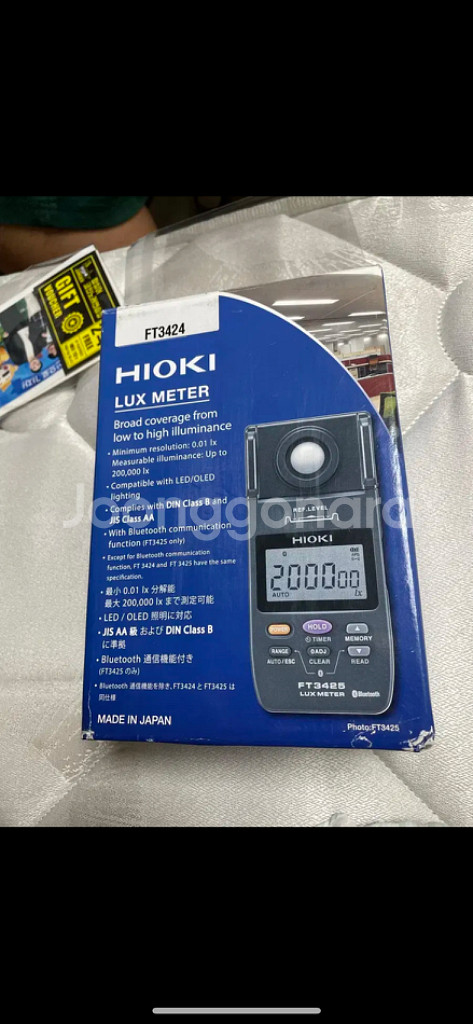 GIFT
VOUCHER
FREE
FT3424
HIOKI
LUX METER
Broad coverage from
low to high illuminance
• Minimum resolution: 0.01 lx
Measurable illuminance: Up to
200,000 lx
• Compatible with LED/OLED
lighting
• Complies with DIN Class B and
JIS Class AA
• With Bluetooth communication
function (FT3425 only)
* Except for Bluetooth communication
function, FT 3424 and FT 3425 have the same
specification.
• 最小 0.01 lx 分解能
最大 200,000 lx まで測定可能
• LED / OLED 照明に対応
• JIS AA 級 および DIN Class B
に準拠
• Bluetooth 通信機能付き
(FT3425 のみ)
* Bluetooth 通信機能を除き、FT3424 と FT3425 は
同仕様
MADE IN JAPAN
REF. LEVEL
HIOKI
200000
AUTO
lx
POWER
HOLD
TIMER
MEMORY
RANGE
0 ADJ
AUTO/ESC
CLEAR
READ
FT3425
LUX METER
Bluetooth
Photo:FT3425
Joonggonara